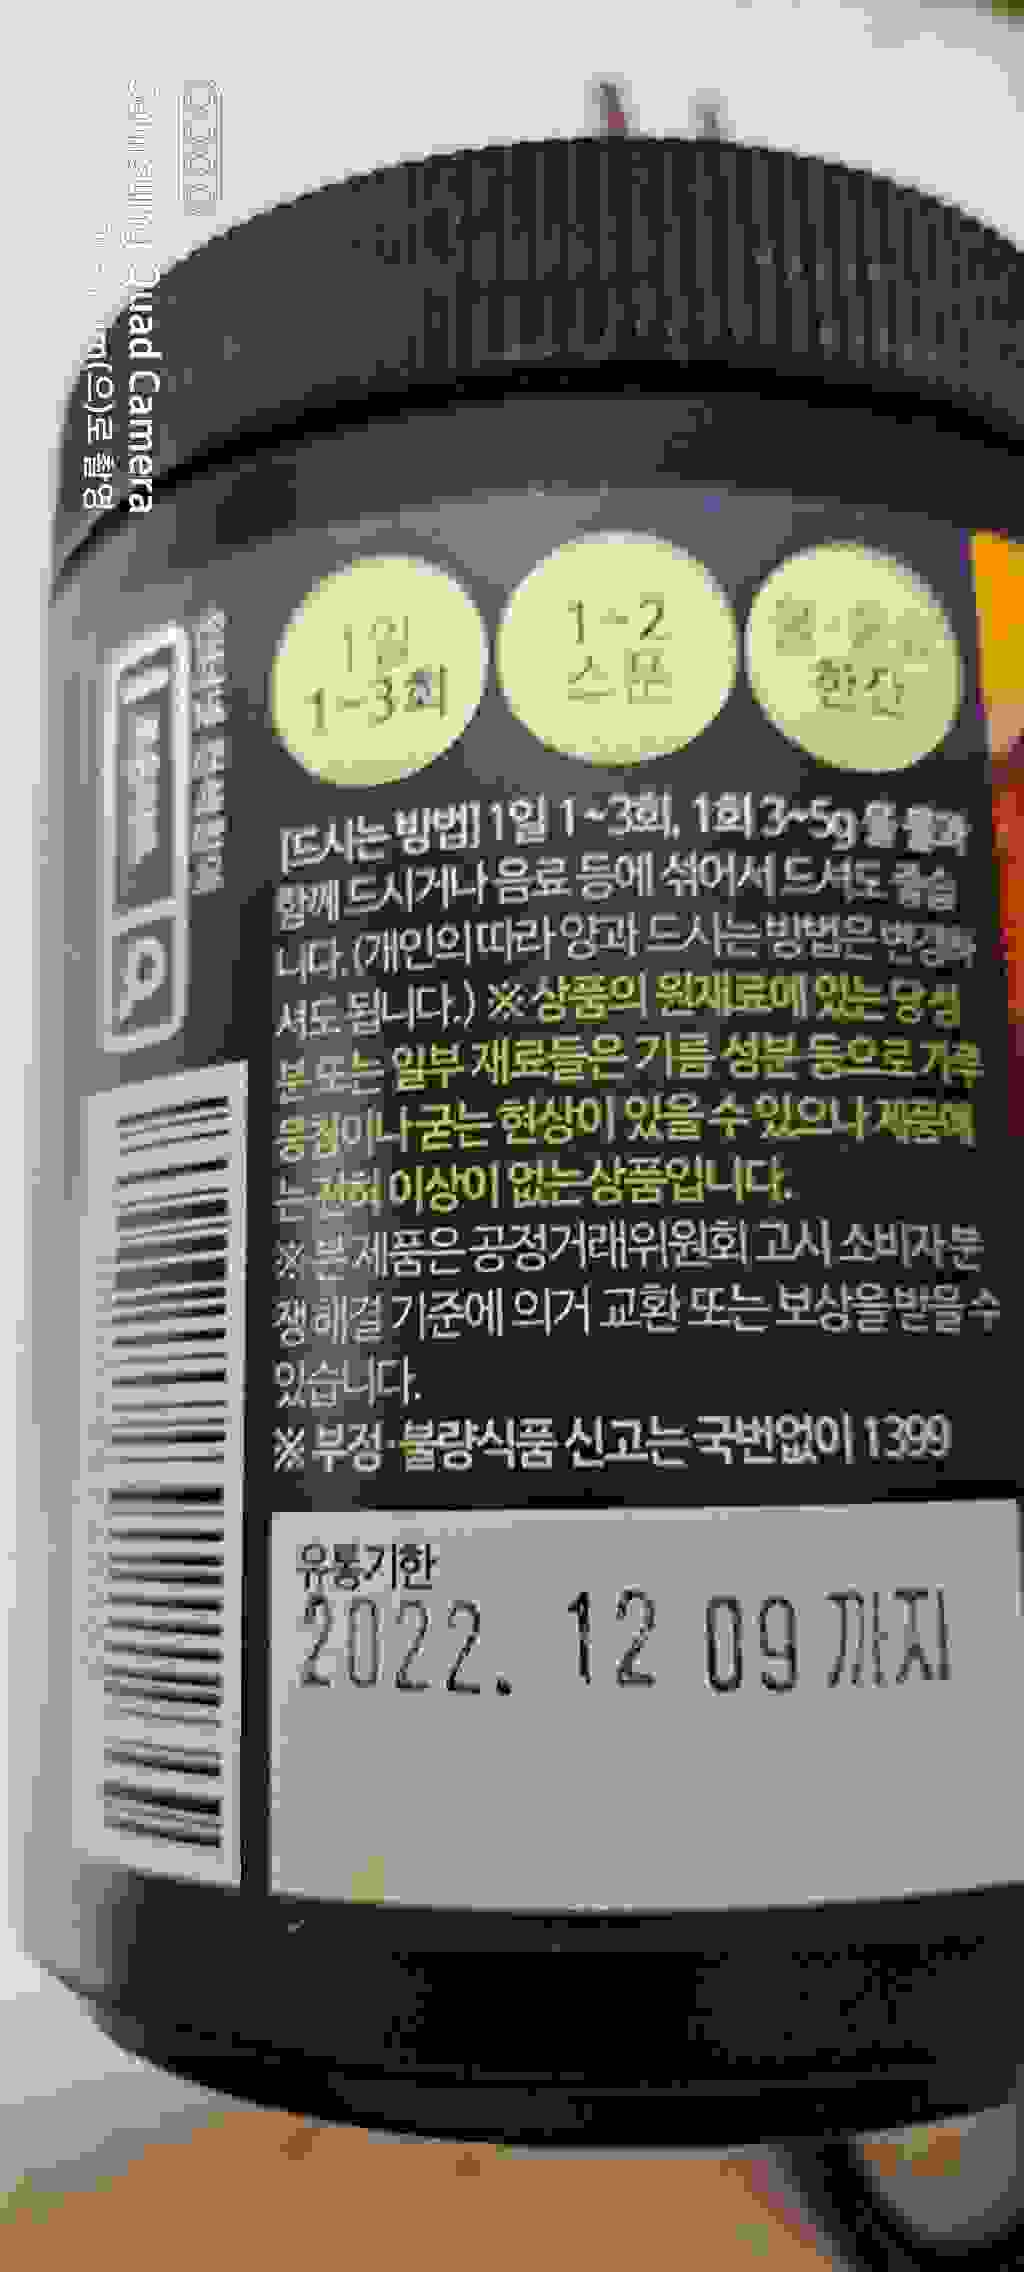 Quad Camera
(으)로 촬영
1일
1~3회
1~2
스푼
한잔
[드시는 방법] 1일 1~3회, 1회 3~5g
함께 드시거나 음료 등에 섞어서 드셔도 좋습
니다. (개인의 따라 양과 드시는 방법은 변경하
셔도 됩니다.) ※ 상품의 원재료에 있는 당성
분 또는 일부 재료들은 기름 성분 등으로 가루
뭉침이나 굳는 현상이 있을 수 있으나 제품에
는 전혀 이상이 없는 상품입니다.
※ 본 제품은 공정거래위원회 고시 소비자분
쟁해결 기준에 의거 교환 또는 보상을 받을 수
있습니다.
※ 부정·불량식품 신고는 국번없이 1399
유통기한
2022. 12 09 까지